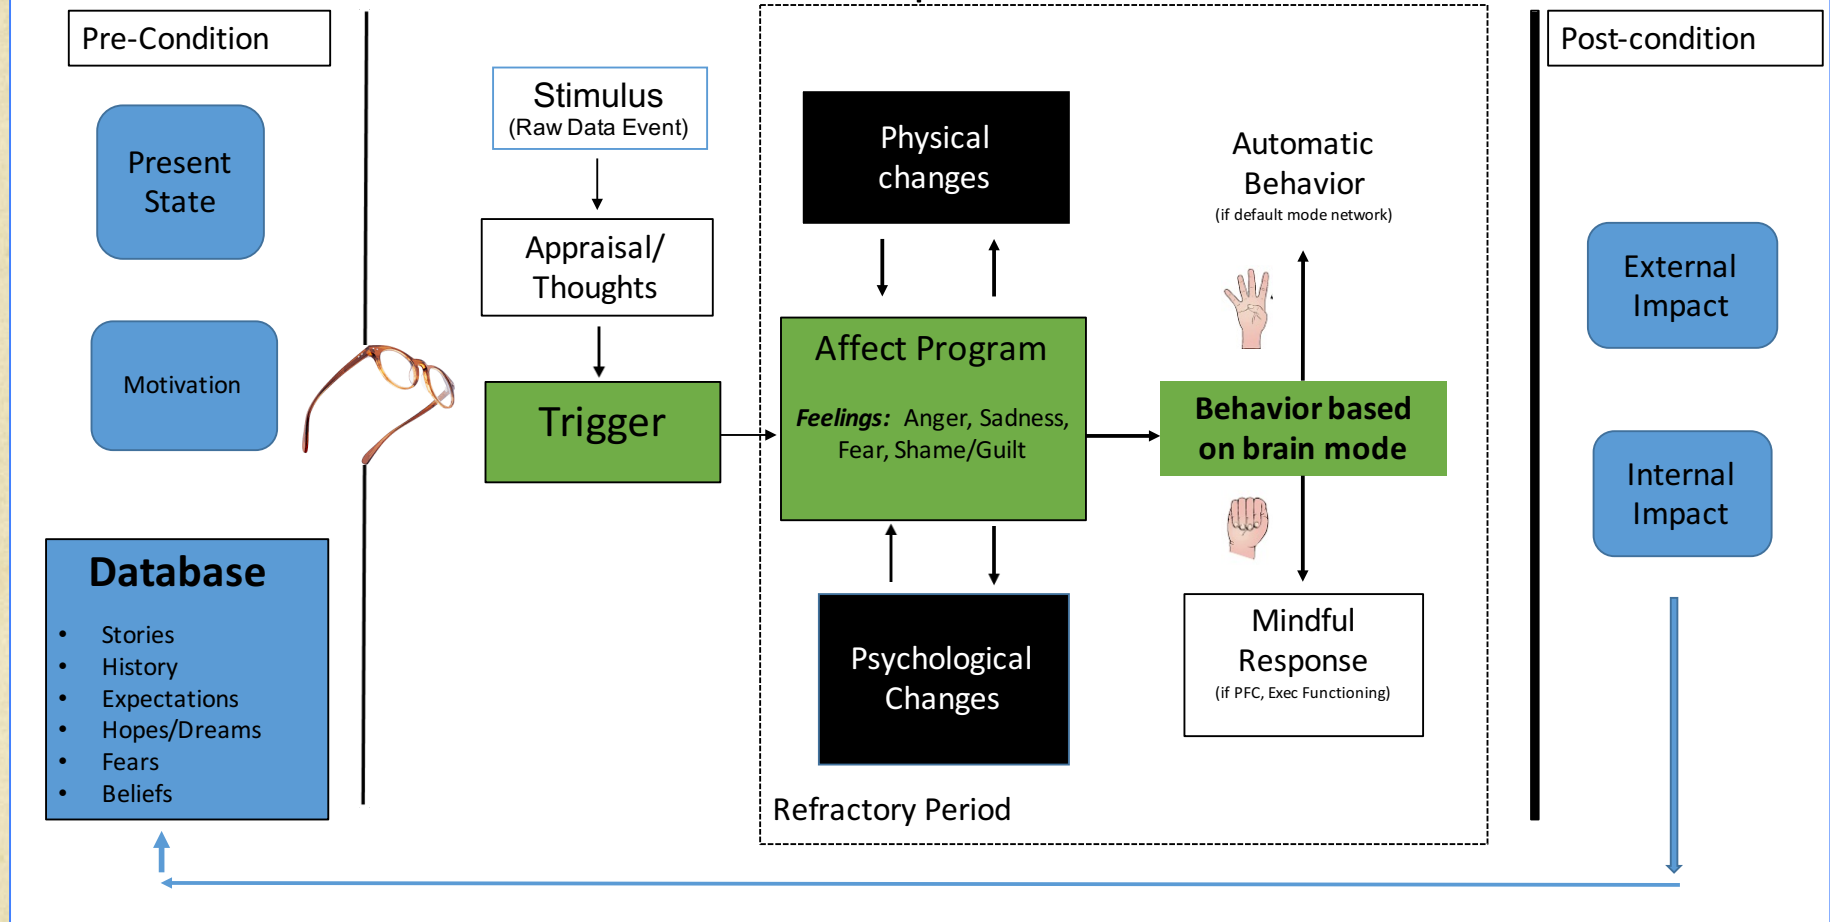 Pre-Condition
Present
State
Motivation
Database
• Stories
• History
• Expectations
• Hopes/Dreams
• Fears
• Beliefs
Stimulus
(Raw Data Event)
Appraisal/
Thoughts
Trigger
Physical
changes
Affect Program
Feelings: Anger, Sadness,
Fear, Shame/Guilt
Psychological
Changes
Refractory Period
Automatic
Behavior
(if default mode network)
Behavior based
on brain mode
Mindful
Response
(if PFC, Exec Functioning)
Post-condition
External
Impact
Internal
Impact